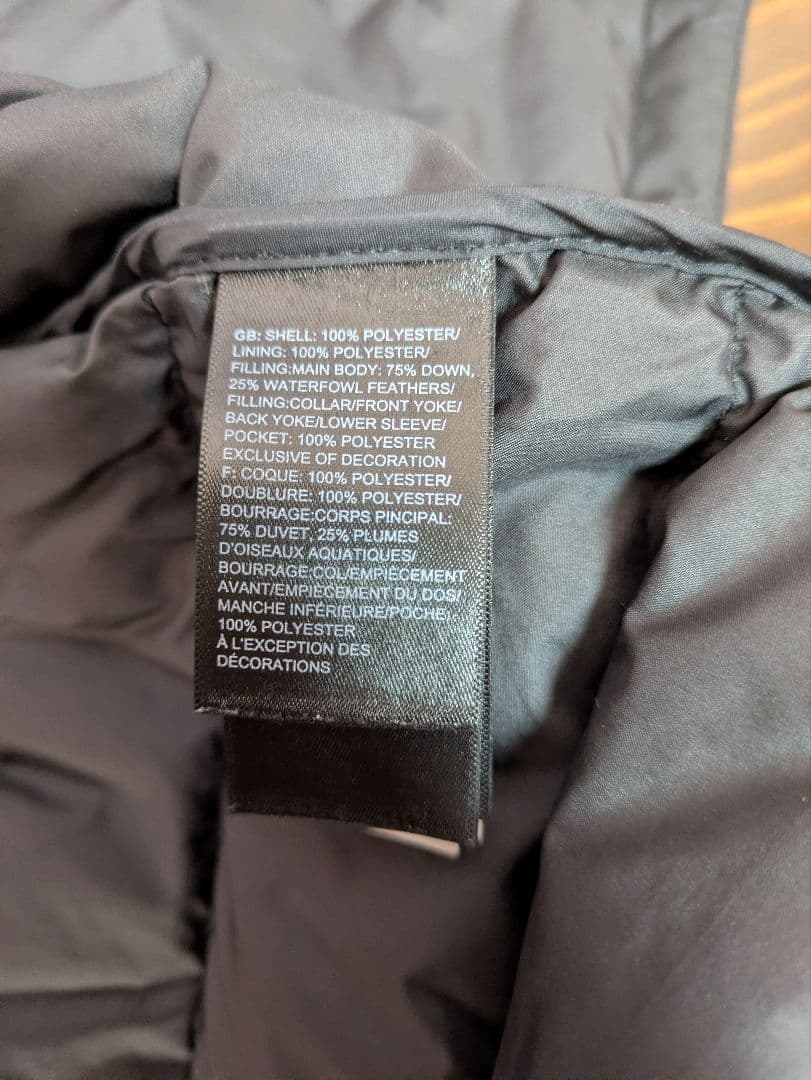 GB: SHELL: 100% POLYESTER/
LINING: 100% POLYESTER/
FILLING:MAIN BODY: 75% DOWN,
25% WATERFOWL FEATHERS/
FILLING:COLLAR/FRONT YOKE/
BACK YOKE/LOWER SLEEVE/
POCKET: 100% POLYESTER
EXCLUSIVE OF DECORATION
F: COQUE: 100% POLYESTER/
DOUBLURE: 100% POLYESTER/
BOURRAGE:CORPS PINCIPAL:
75% DUVET, 25% PLUMES
D'OISEAUX AQUATIQUES/
BOURRAGE:COL/EMPIECEMENT
AVANT/EMPIECEMENT DU DOS/
MANCHE INFÉRIEURE/POCHE/
100% POLYESTER
À L'EXCEPTION DES
DÉCORATIONS